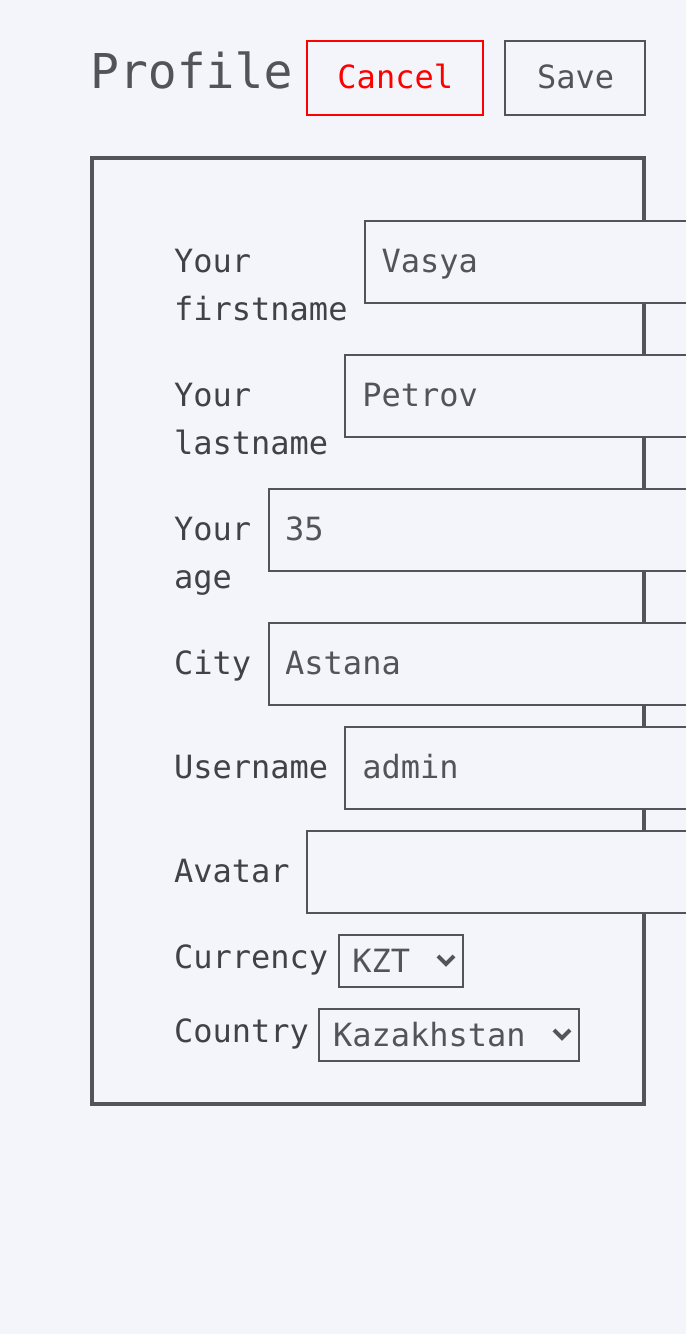 Profile Cancel Save
Your Vasya
firstname
Your Petrov
lastname
Your 35
age
City Astana
Username admin
Avatar
Currency KZT
Country Kazakhstan